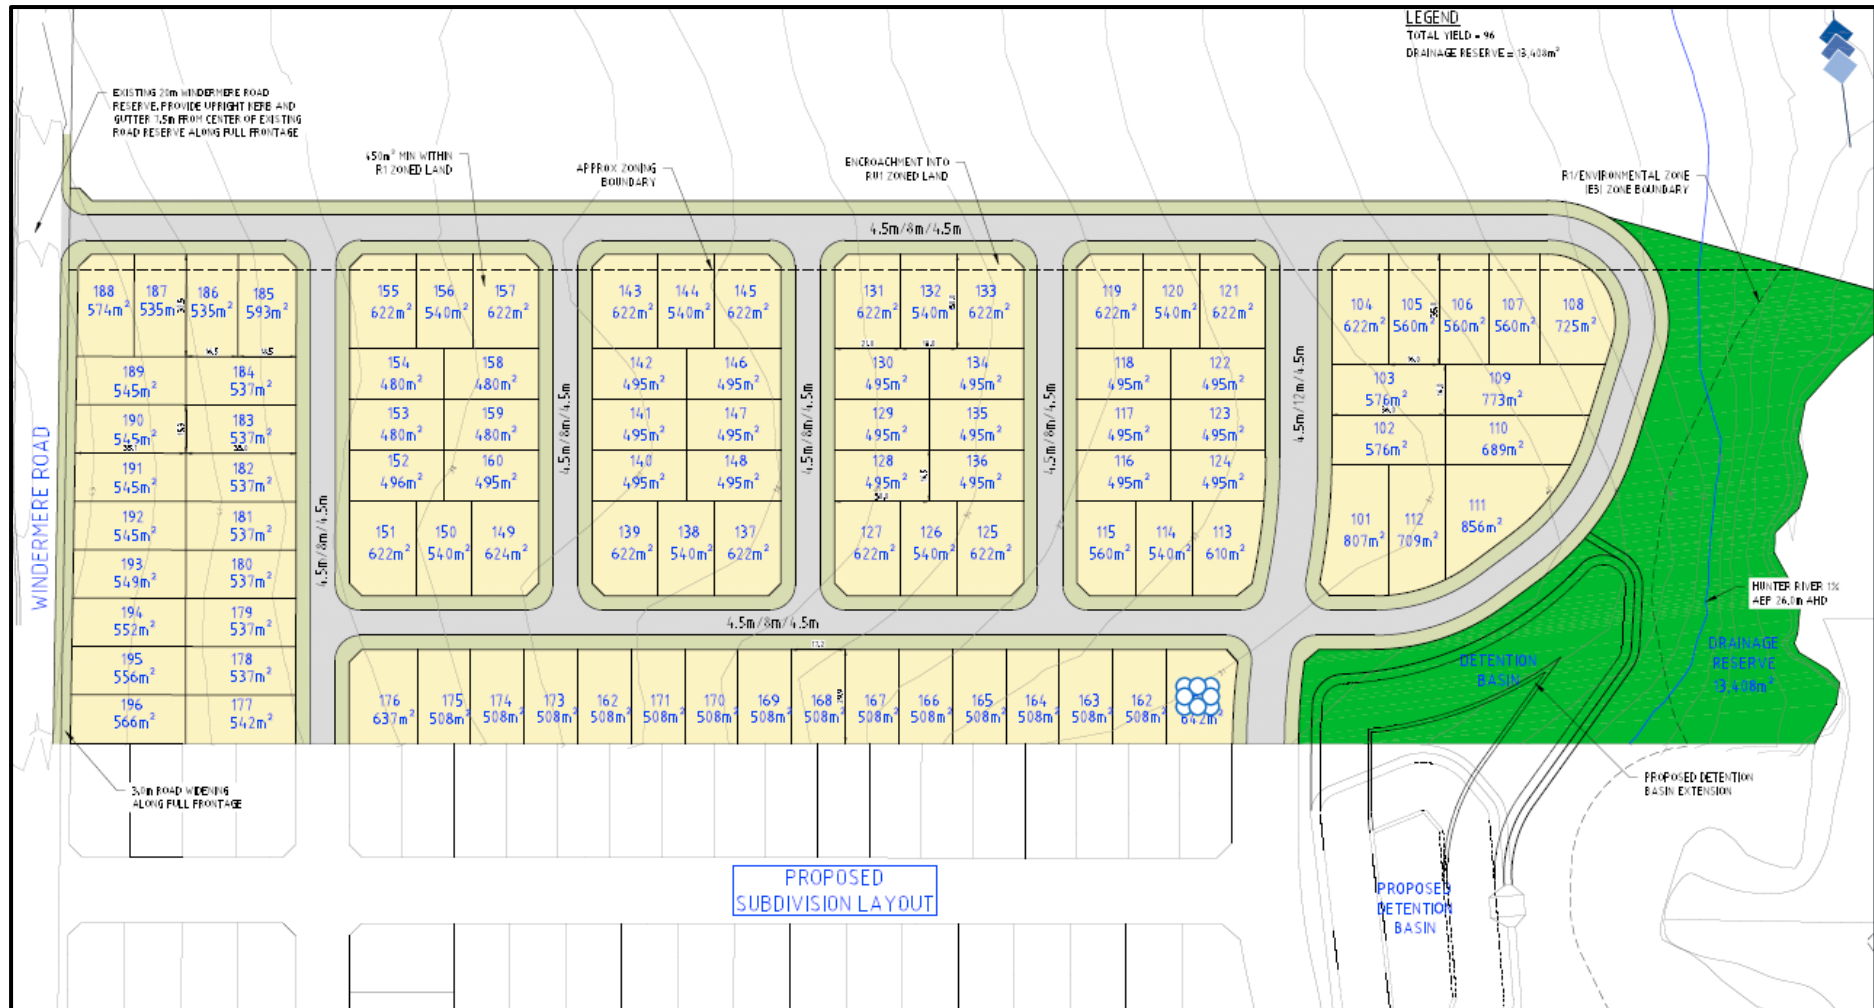 LEGEND
TOTAL YIELD = 96
DRAINAGE RESERVE = 13,408m²
EXISTING 20m WINDERMERE ROAD
RESERVE, PROVIDE UPRIGHT KERB AND
GUTTER 7.5m FROM CENTER OF EXISTING
ROAD RESERVE ALONG FULL FRONTAGE
450m² MIN WITHIN
R1 ZONED LAND
APPROX ZONING
BOUNDARY
ENCROACHMENT INTO
RU1 ZONED LAND
R1/ENVIRONMENTAL ZONE
(E3) ZONE BOUNDARY
4.5m/8m/4.5m
188
574m²
187
535m²
186
535m²
185
593m²
155
622m²
156
540m²
157
622m²
143
622m²
144
540m²
145
622m²
131
622m²
132
540m²
133
622m²
119
622m²
120
540m²
121
622m²
104
622m²
105
560m²
106
560m²
107
560m²
108
725m²
16.5
189
545m²
184
537m²
154
480m²
158
480m²
142
495m²
146
495m²
130
495m²
134
495m²
118
495m²
122
495m²
103
576m²
109
773m²
190
545m²
183
537m²
153
480m²
159
480m²
141
495m²
147
495m²
129
495m²
135
495m²
117
495m²
123
495m²
102
576m²
110
689m²
191
545m²
182
537m²
152
496m²
160
495m²
140
495m²
148
495m²
128
495m²
136
495m²
116
495m²
124
495m²
192
545m²
181
537m²
151
622m²
150
540m²
149
624m²
139
622m²
138
540m²
137
622m²
127
622m²
126
540m²
125
622m²
115
560m²
114
540m²
113
610m²
101
807m²
112
709m²
111
856m²
193
549m²
180
537m²
194
552m²
179
537m²
195
556m²
178
537m²
196
566m²
177
542m²
WINDERMERE ROAD
4.5m/8m/4.5m
4.5m/8m/4.5m
4.5m/8m/4.5m
4.5m/8m/4.5m
4.5m/12m/4.5m
4.5m/8m/4.5m
176
637m²
175
508m²
174
508m²
173
508m²
162
508m²
171
508m²
170
508m²
169
508m²
168
508m²
167
508m²
166
508m²
165
508m²
164
508m²
163
508m²
162
508m²
642m²
HUNTER RIVER 1%
AEP 26.0m AHD
DRAINAGE
RESERVE
13,408m²
DETENTION
BASIN
PROPOSED DETENTION
BASIN EXTENSION
3.0m ROAD WIDENING
ALONG FULL FRONTAGE
PROPOSED
SUBDIVISION LAYOUT
PROPOSED
DETENTION
BASIN